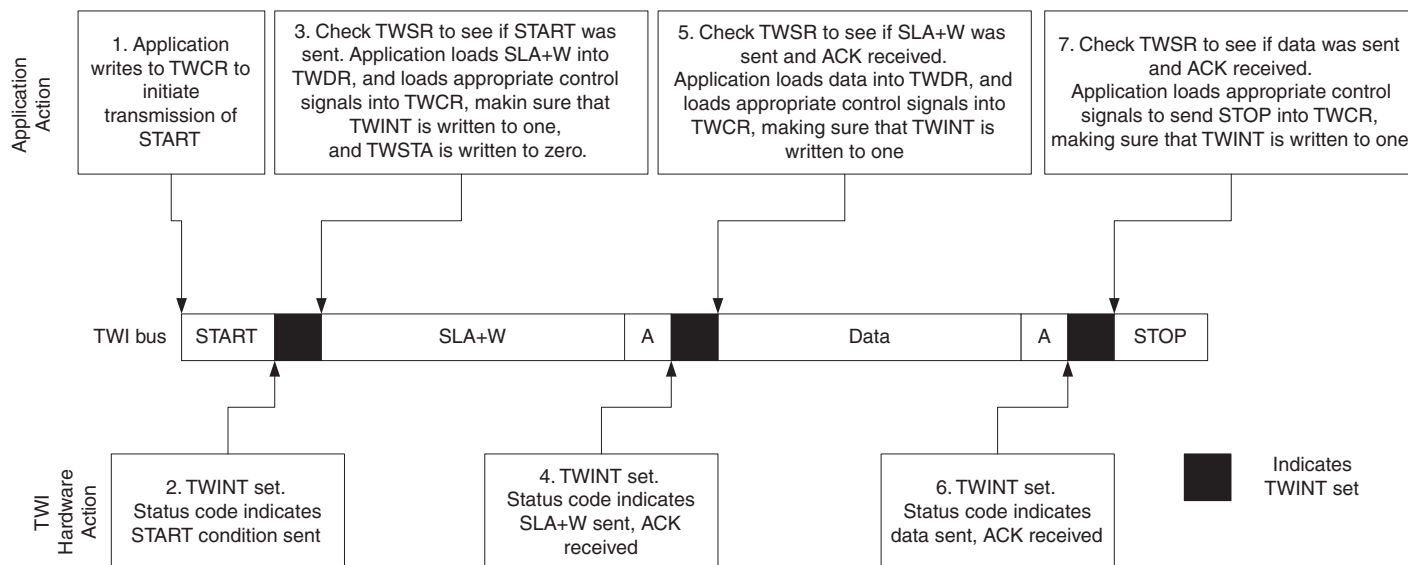 Application
Action
1. Application
writes to TWCR to
initiate
transmission of
START
3. Check TWSR to see if START was
sent. Application loads SLA+W into
TWDR, and loads appropriate control
signals into TWCR, makin sure that
TWINT is written to one,
and TWSTA is written to zero.
5. Check TWSR to see if SLA+W was
sent and ACK received.
Application loads data into TWDR, and
loads appropriate control signals into
TWCR, making sure that TWINT is
written to one
7. Check TWSR to see if data was sent
and ACK received.
Application loads appropriate control
signals to send STOP into TWCR,
making sure that TWINT is written to one
TWI bus
START
SLA+W
A
Data
A
STOP
TWI
Hardware
Action
2. TWINT set.
Status code indicates
START condition sent
4. TWINT set.
Status code indicates
SLA+W sent, ACK
received
6. TWINT set.
Status code indicates
data sent, ACK received
Indicates
TWINT set